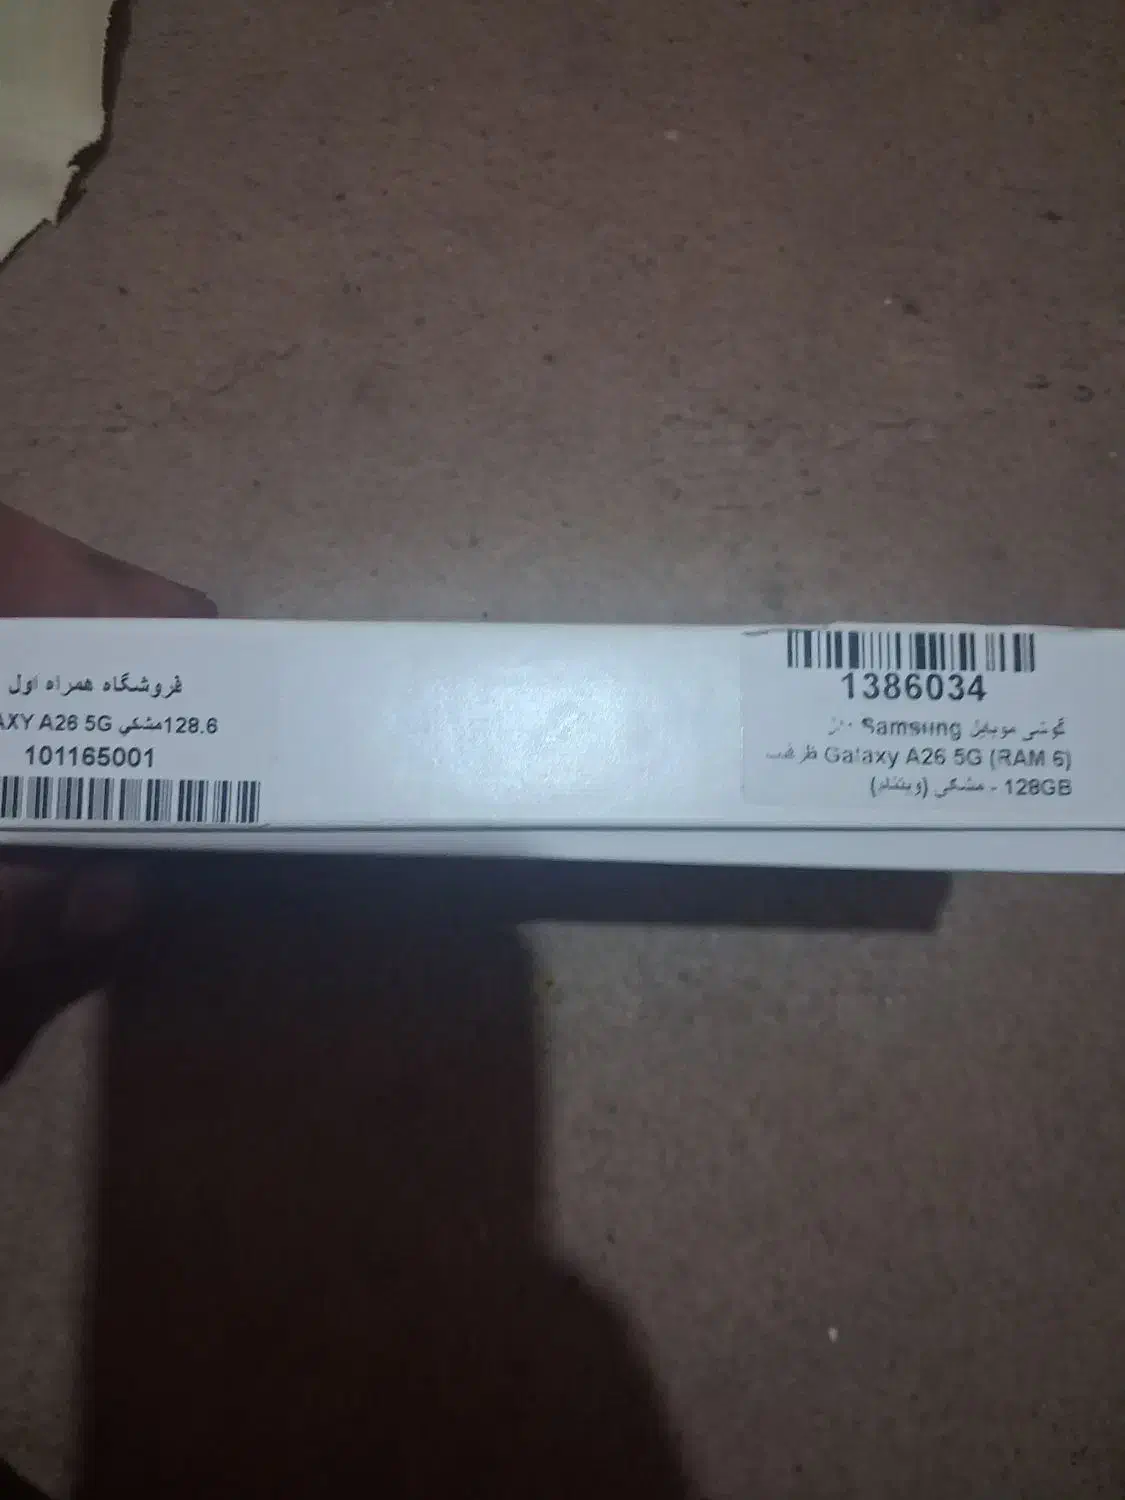 فروشگاه همراه اول
AXY A26 5G مشکی128.6
101165001
1386034
گوشی موبایل Samsung مدل
Galaxy A26 5G (RAM 6) ظرفیت
128GB - مشکی (ویتنام)